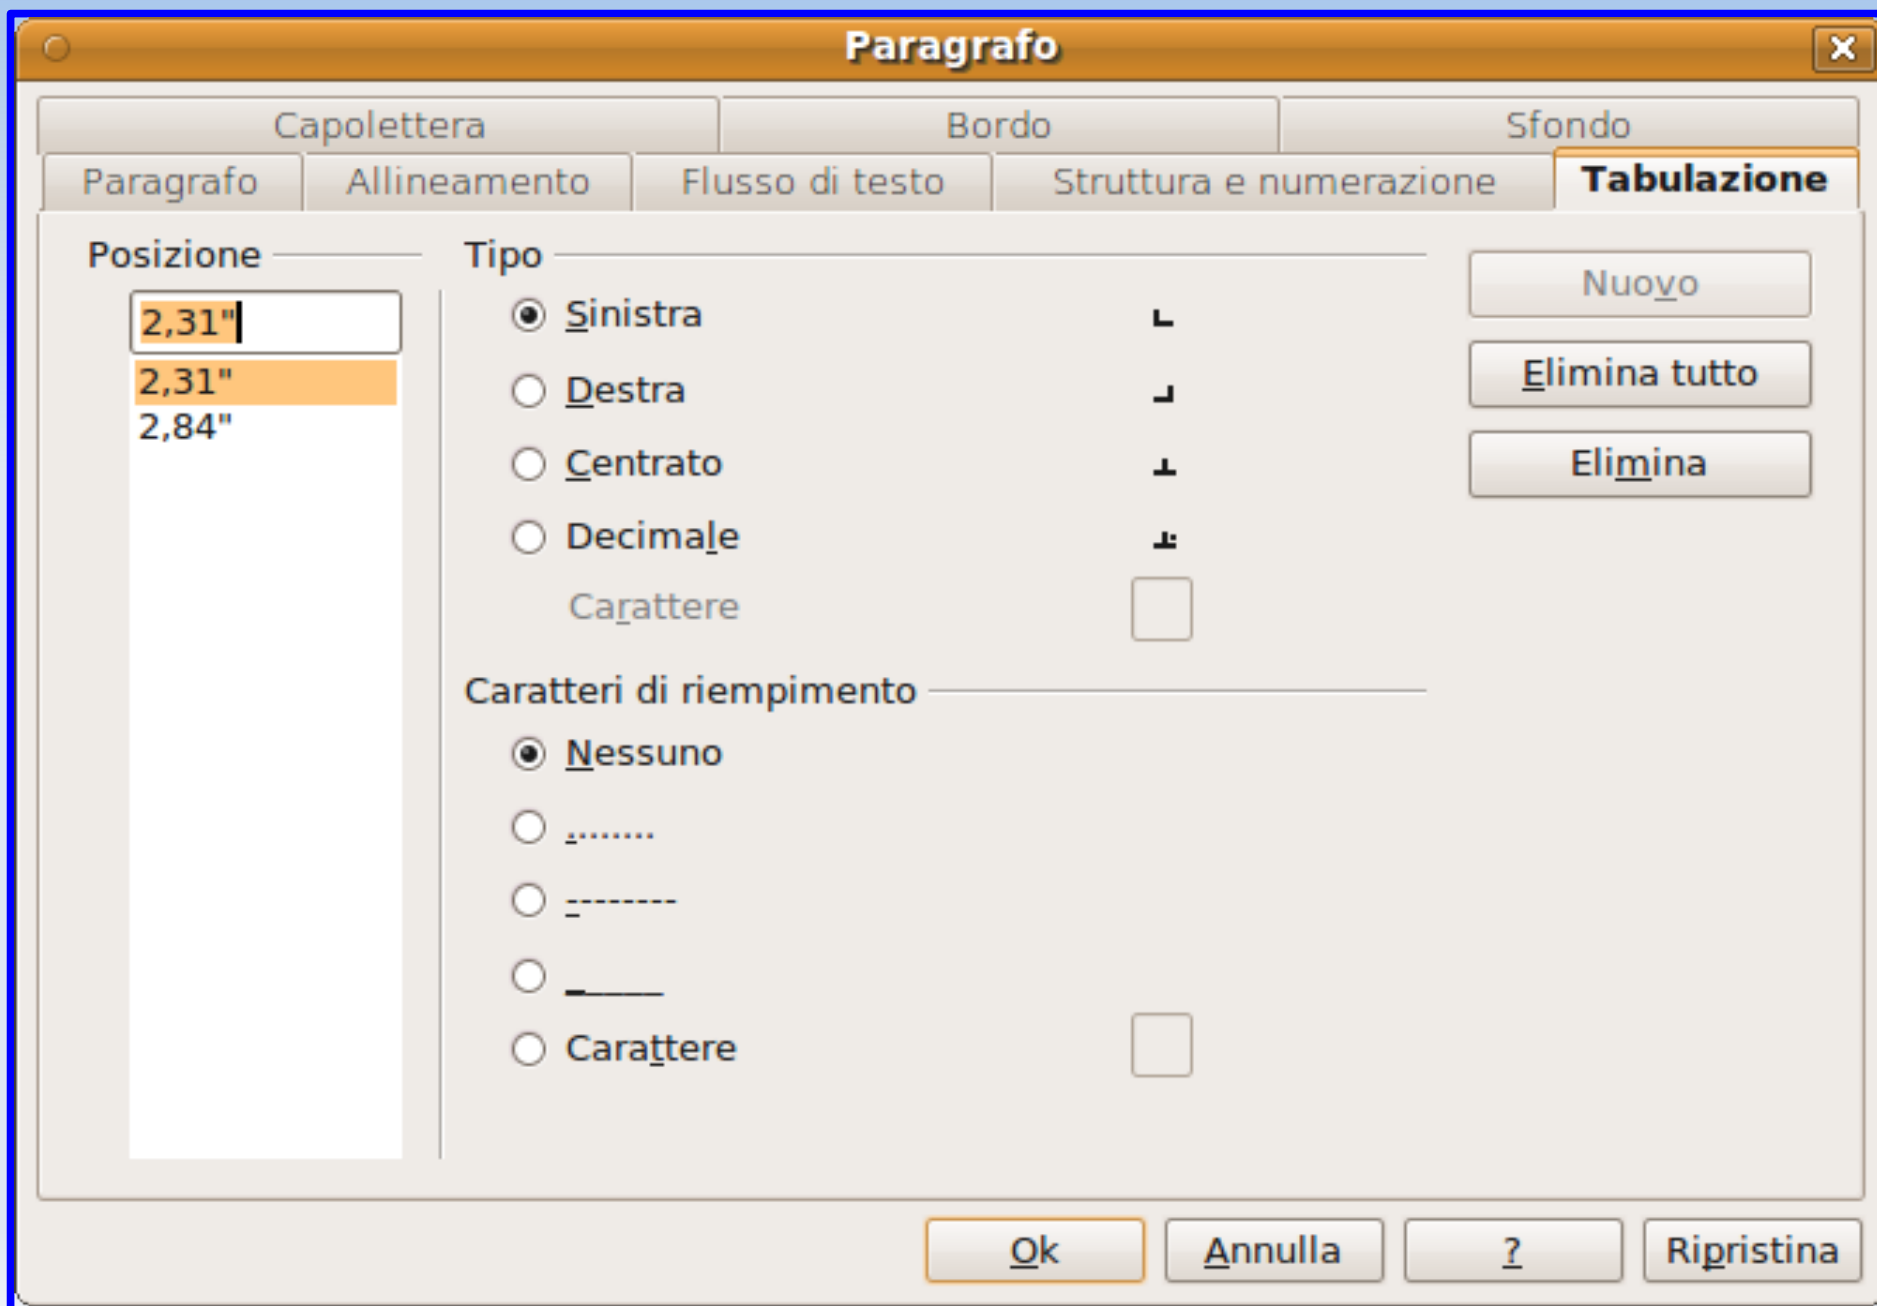 Paragrafo
Capolettera Bordo Sfondo
Paragrafo Allineamento Flusso di testo Struttura e numerazione Tabulazione
Posizione
2,31"
2,31"
2,84"
Tipo
Sinistra
Destra
Centrato
Decimale
Carattere
Caratteri di riempimento
Nessuno
........
--------
_____
Carattere
Nuovo
Elimina tutto
Elimina
Ok Annulla ? Ripristina